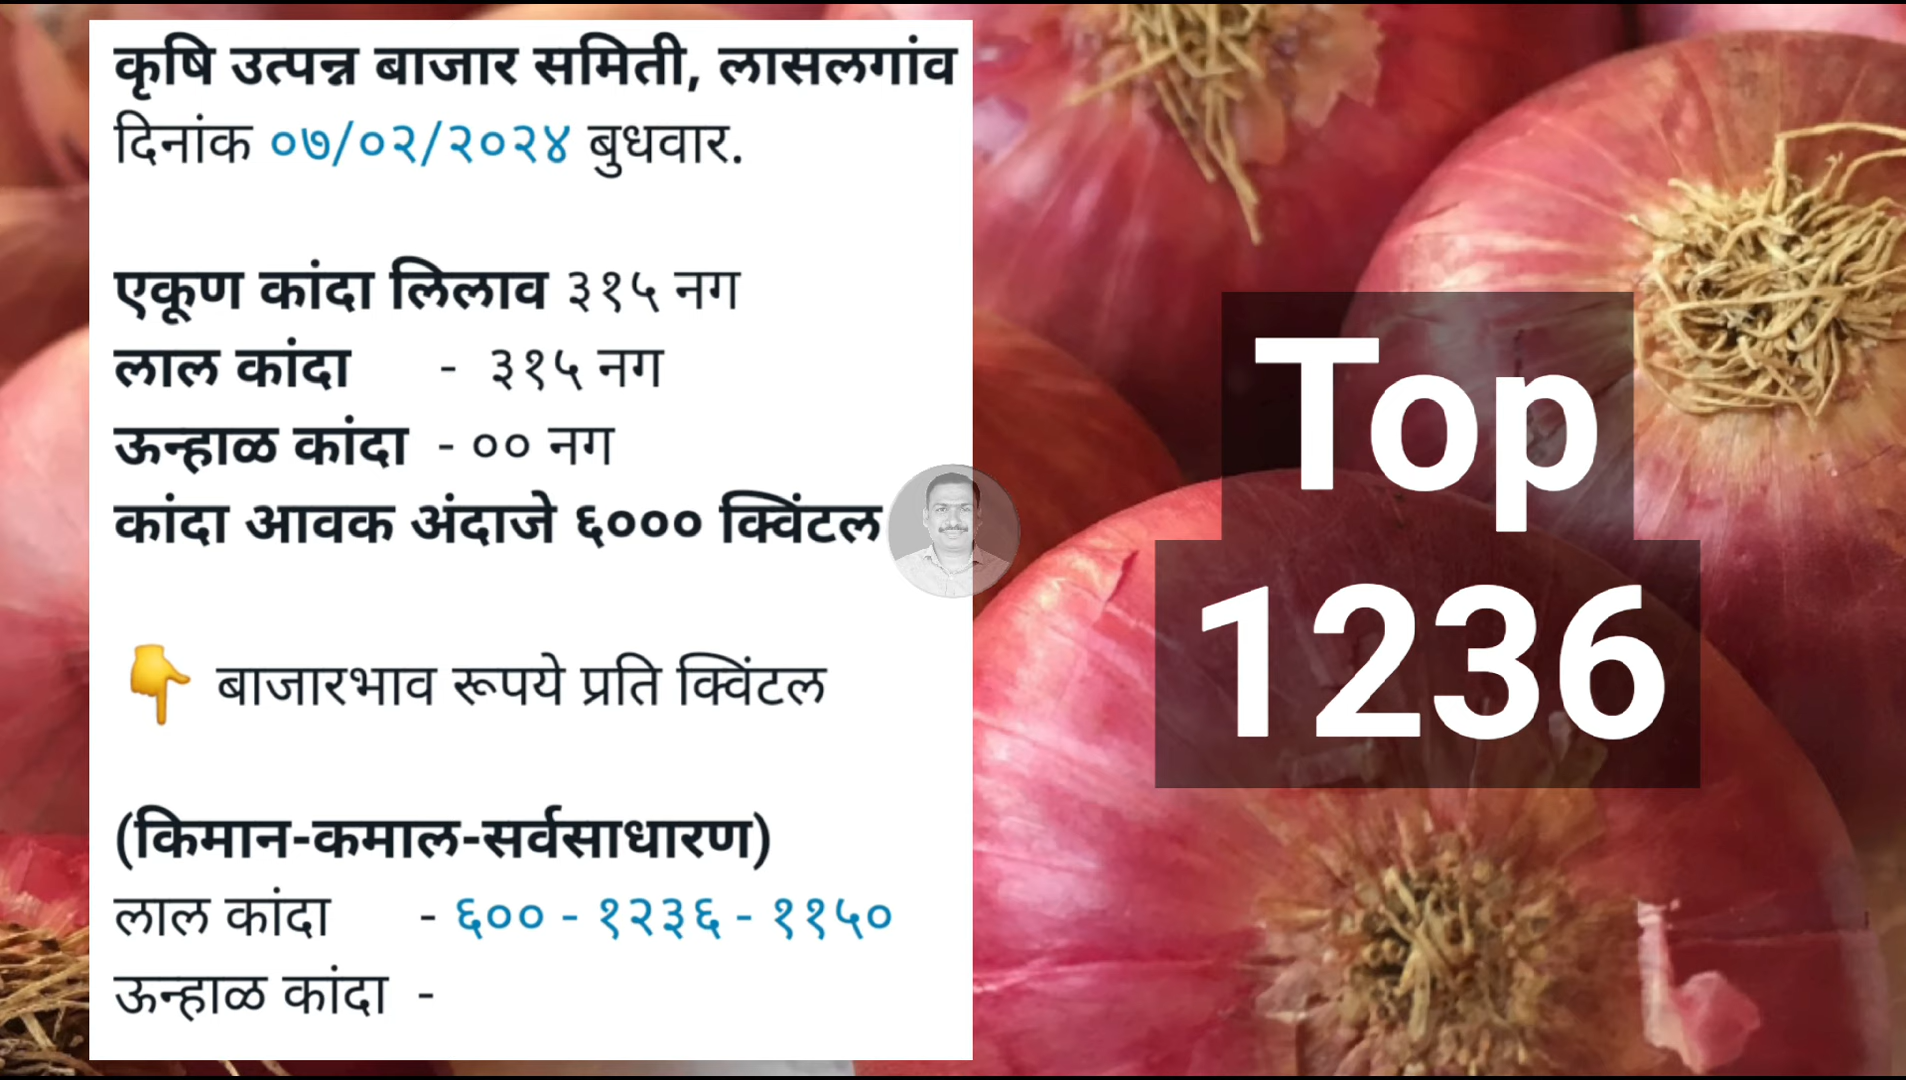 कृषि उत्पन्न बाजार समिती, लासलगांव
दिनांक ०७/०२/२०२४ बुधवार.
एकूण कांदा लिलाव ३१५ नग
लाल कांदा - ३१५ नग
ऊन्हाळ कांदा - ०० नग
कांदा आवक अंदाजे ६००० क्विंटल
👇 बाजारभाव रूपये प्रति क्विंटल
(किमान-कमाल-सर्वसाधारण)
लाल कांदा - ६०० - १२३६ - ११५०
ऊन्हाळ कांदा -
Top
1236